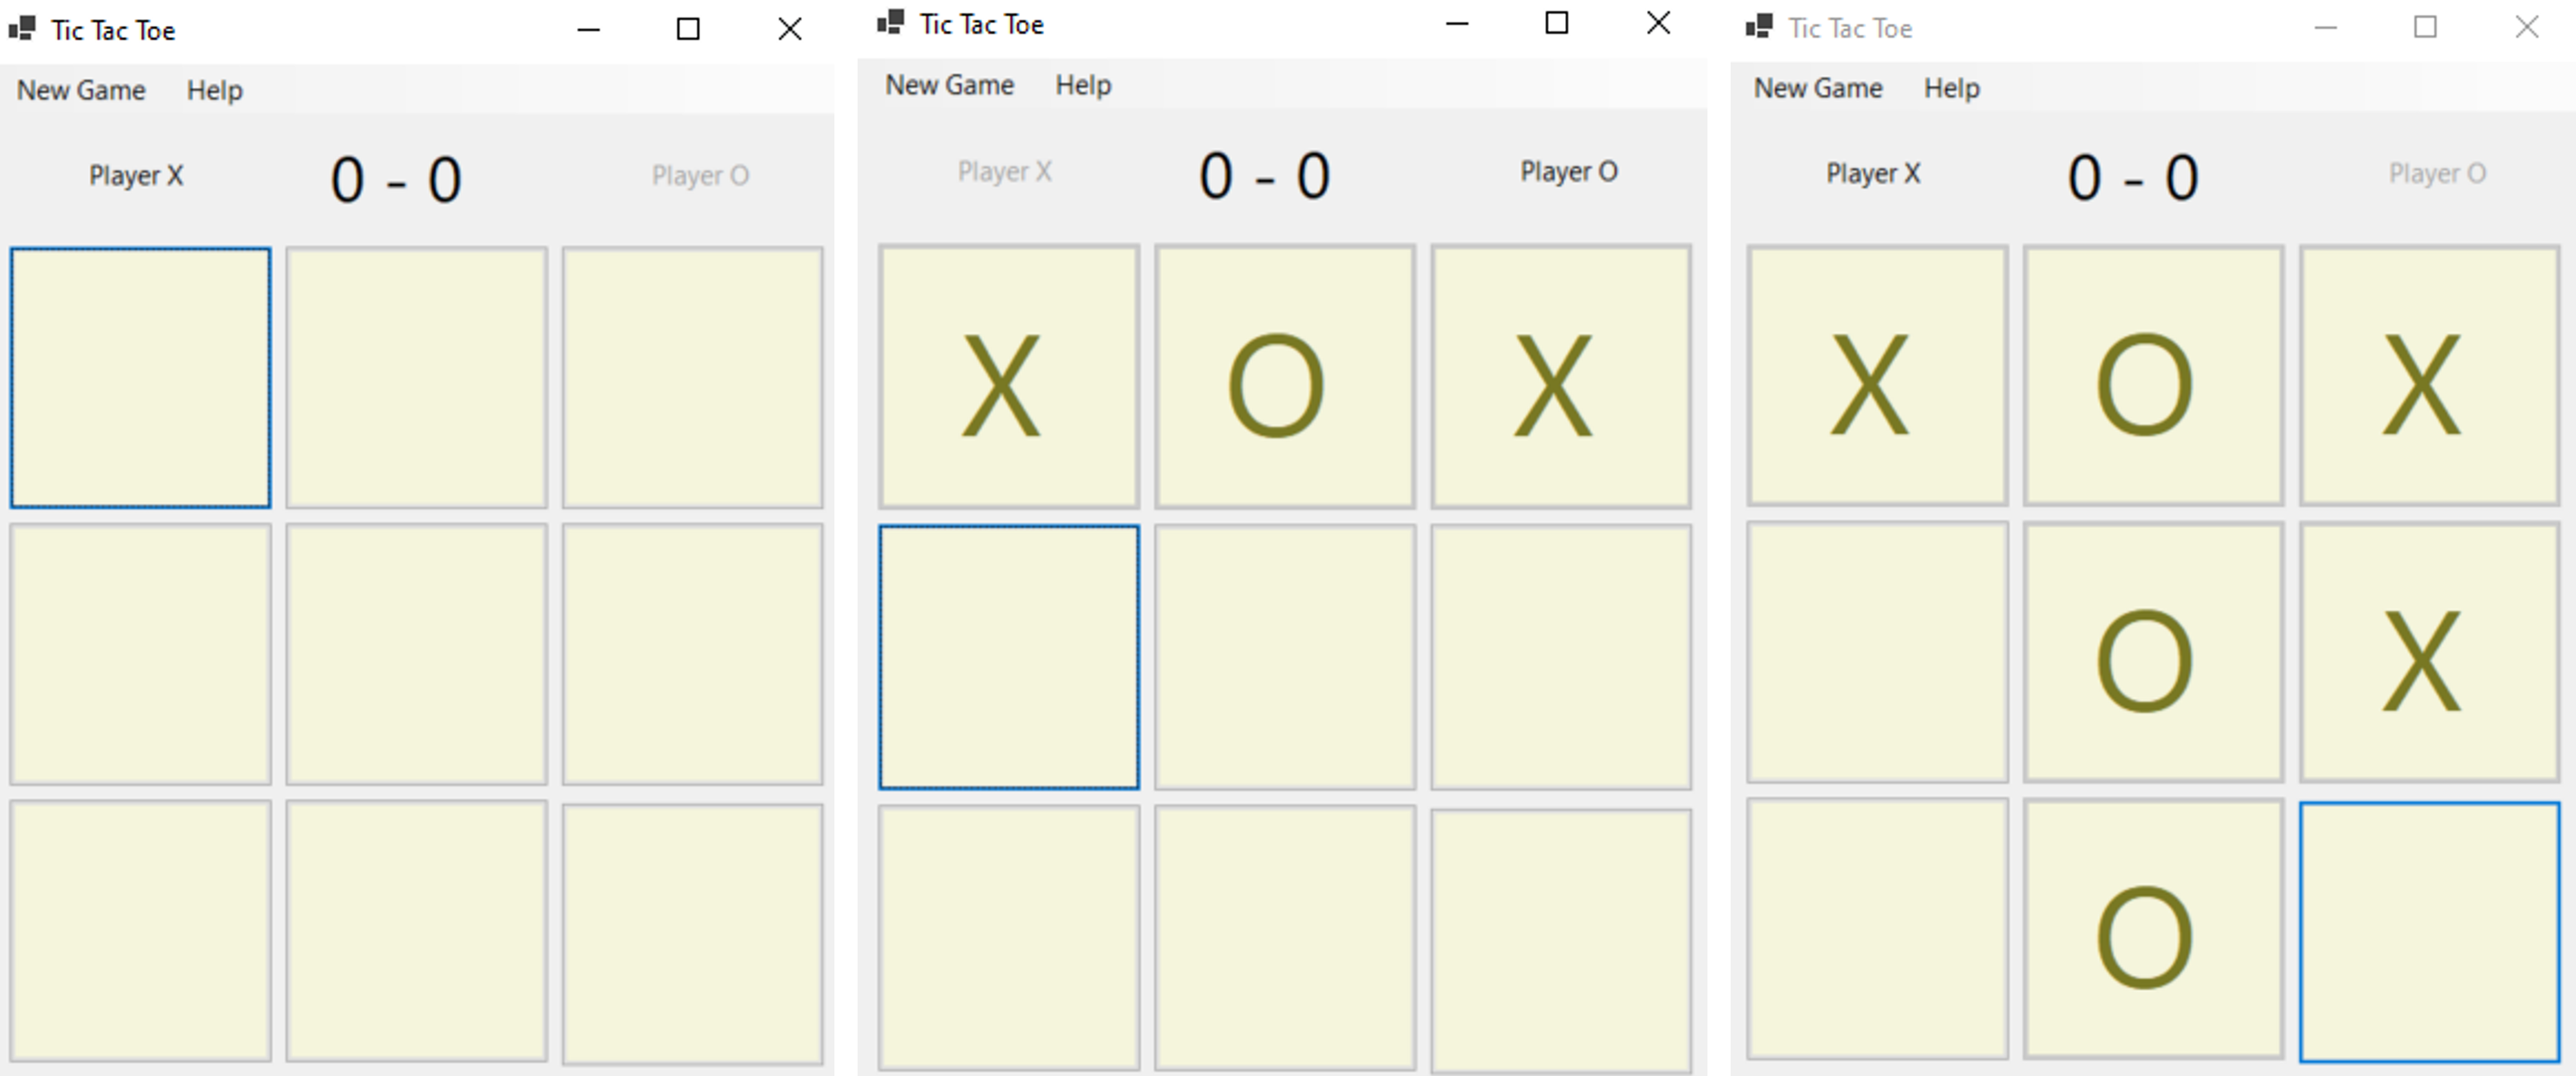 Tic Tac Toe
New Game Help
Player X 0 - 0 Player O
Tic Tac Toe
New Game Help
Player X 0 - 0 Player O
X O X
Tic Tac Toe
New Game Help
Player X 0 - 0 Player O
X O X
O X
O